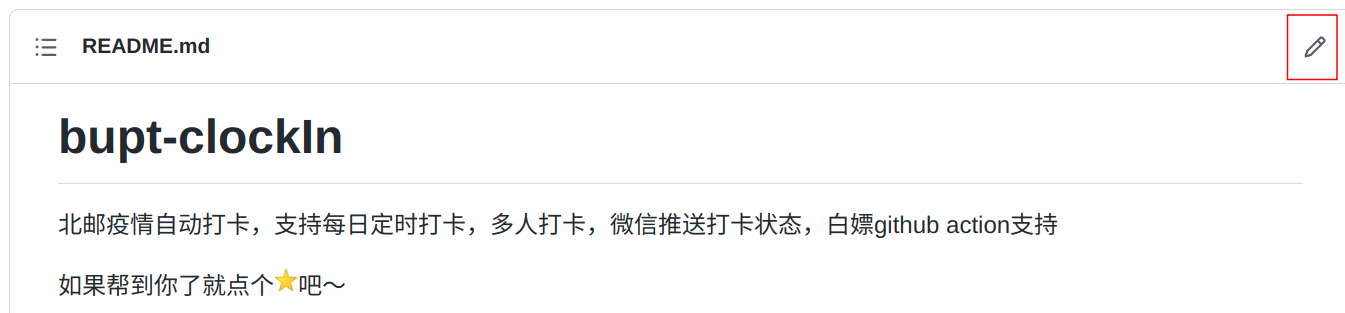 README.md
bupt-clockIn
北邮疫情自动打卡，支持每日定时打卡，多人打卡，微信推送打卡状态，白嫖github action支持
如果帮到你了就点个⭐吧～